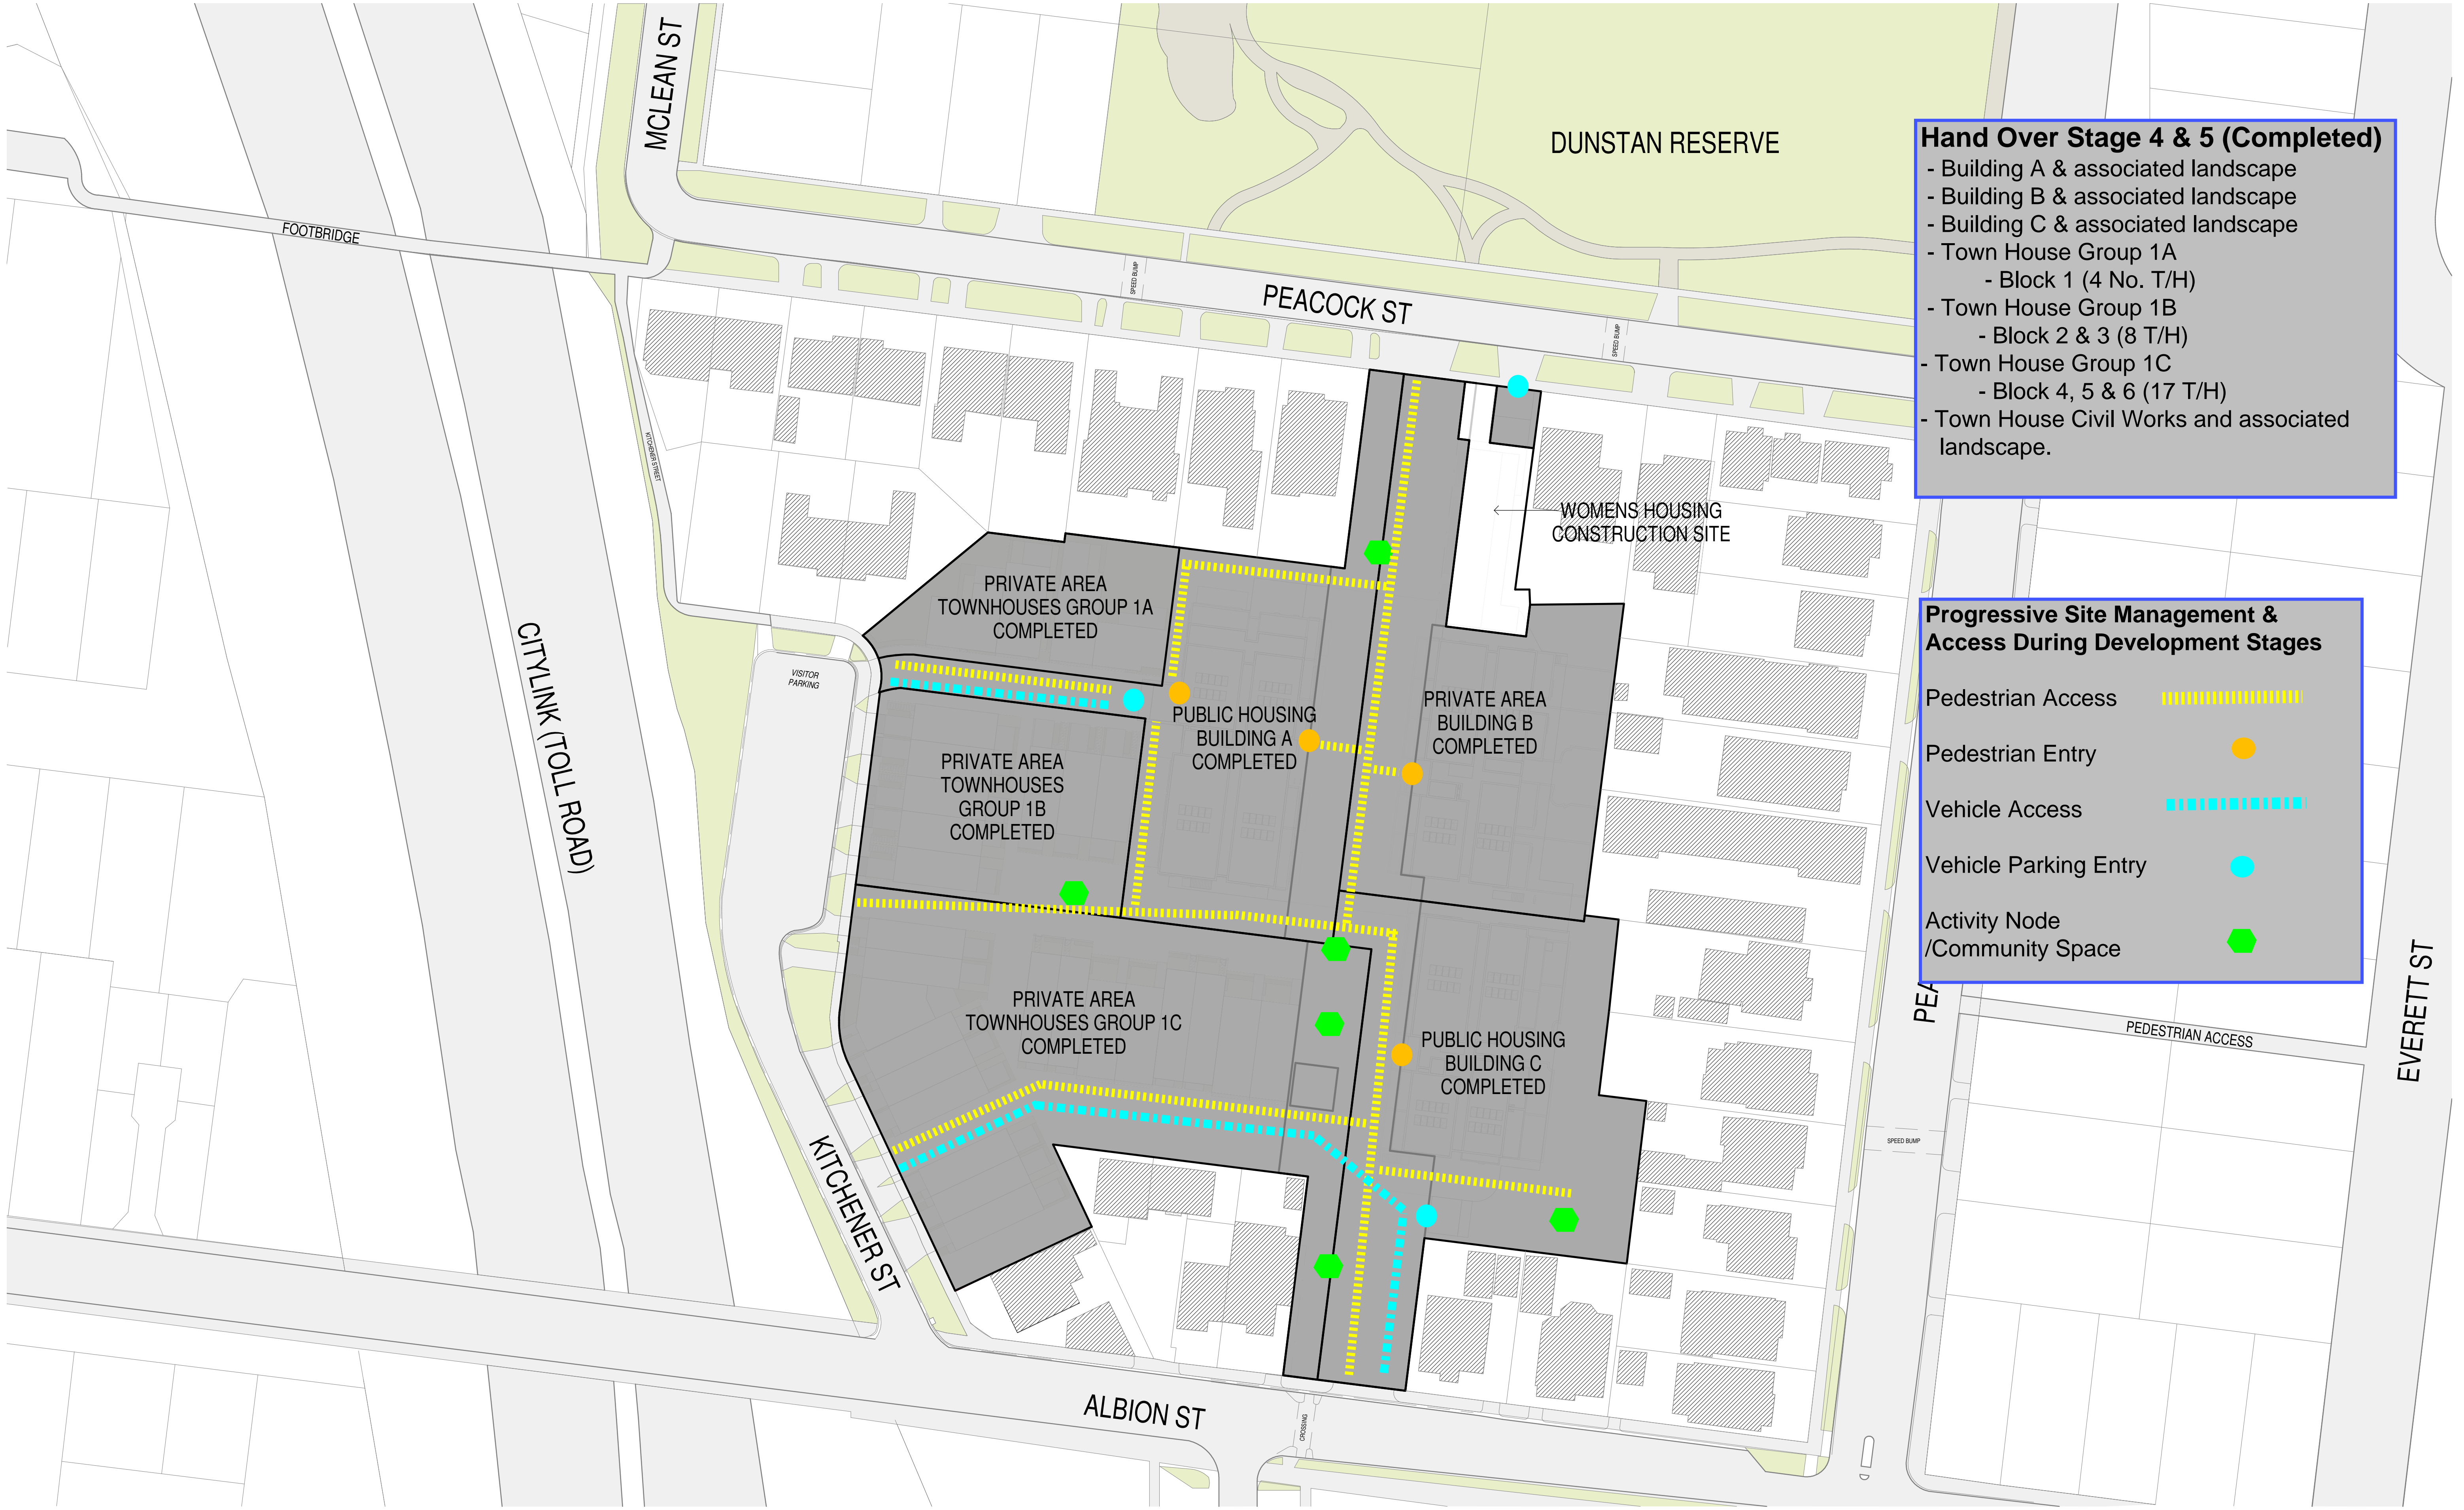 MCLEAN ST
DUNSTAN RESERVE
Hand Over Stage 4 & 5 (Completed)
- Building A & associated landscape
- Building B & associated landscape
- Building C & associated landscape
- Town House Group 1A
- Block 1 (4 No. T/H)
- Town House Group 1B
- Block 2 & 3 (8 T/H)
- Town House Group 1C
- Block 4, 5 & 6 (17 T/H)
- Town House Civil Works and associated
landscape.
FOOTBRIDGE
SPEED BUMP
PEACOCK ST
SPEED BUMP
KITCHENER STREET
WOMENS HOUSING
CONSTRUCTION SITE
PRIVATE AREA
TOWNHOUSES GROUP 1A
COMPLETED
CITYLINK (TOLL ROAD)
VISITOR
PARKING
PUBLIC HOUSING
BUILDING A
COMPLETED
PRIVATE AREA
BUILDING B
COMPLETED
PRIVATE AREA
TOWNHOUSES
GROUP 1B
COMPLETED
Progressive Site Management &
Access During Development Stages
Pedestrian Access
Pedestrian Entry
Vehicle Access
Vehicle Parking Entry
Activity Node
/Community Space
PEA
EVERETT ST
PEDESTRIAN ACCESS
PRIVATE AREA
TOWNHOUSES GROUP 1C
COMPLETED
PUBLIC HOUSING
BUILDING C
COMPLETED
SPEED BUMP
KITCHENER ST
ALBION ST
CROSSING